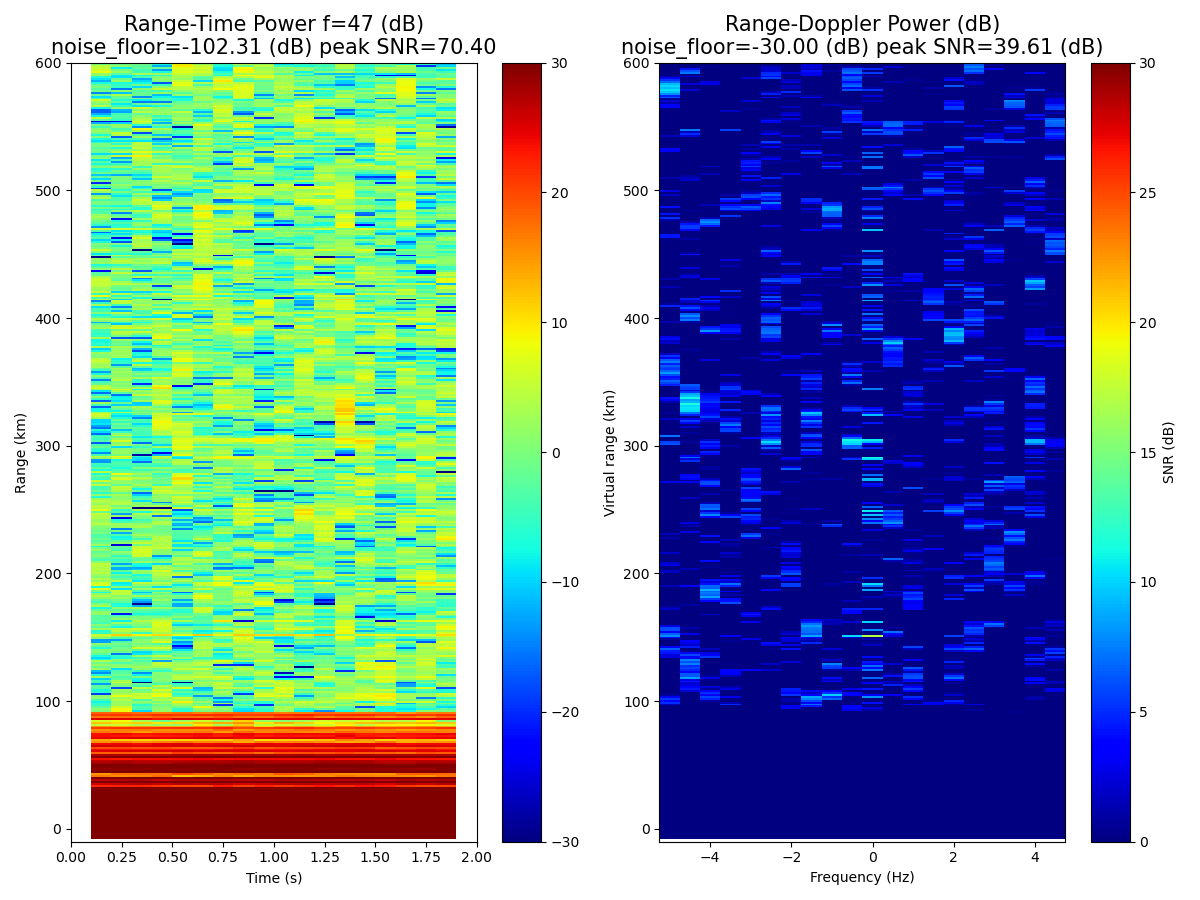 Range-Time Power f=47 (dB)
noise_floor=-102.31 (dB) peak SNR=70.40
600
500
400
300
200
100
0
Range (km)
0.00 0.25 0.50 0.75 1.00 1.25 1.50 1.75 2.00
Time (s)
30
20
10
0
−10
−20
−30
Range-Doppler Power (dB)
noise_floor=-30.00 (dB) peak SNR=39.61 (dB)
600
500
400
300
200
100
0
Virtual range (km)
−4 −2 0 2 4
Frequency (Hz)
30
25
20
15
10
5
0
SNR (dB)